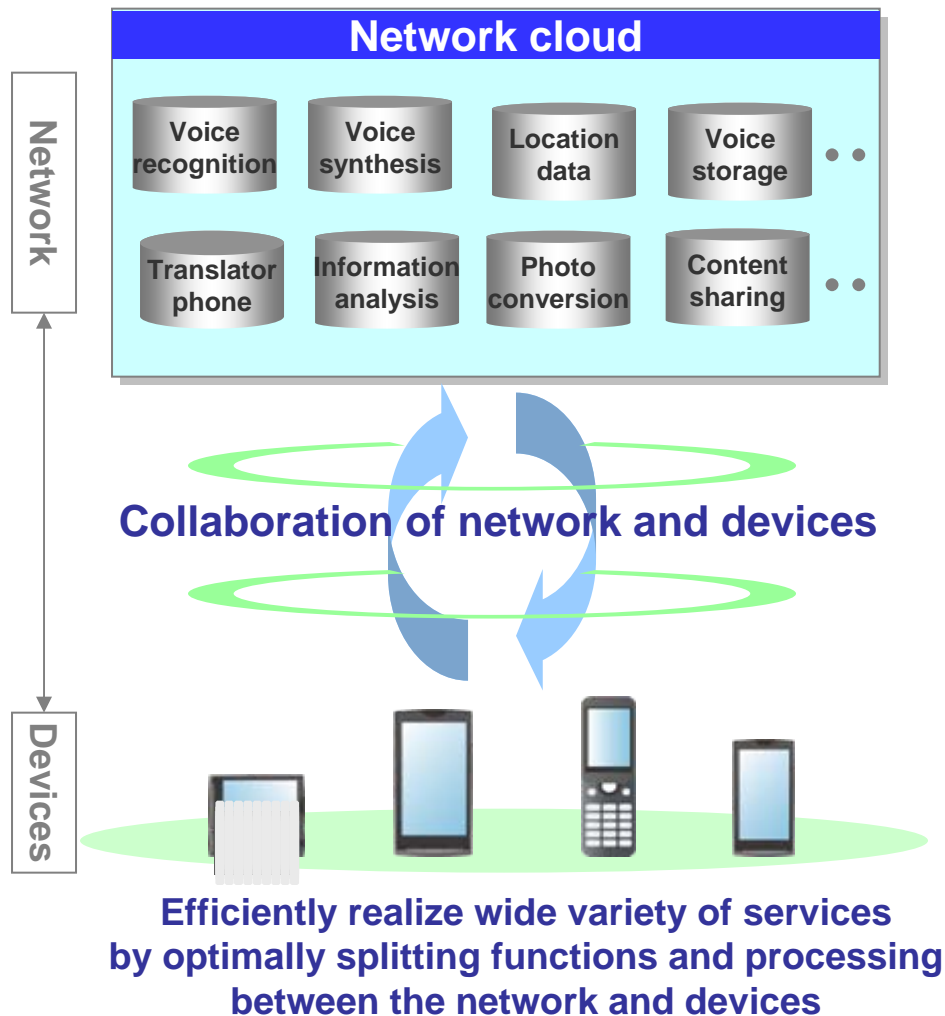 Network cloud
Network
Voice
recognition
Voice
synthesis
Location
data
Voice
storage
Translator
phone
Information
analysis
Photo
conversion
Content
sharing
Collaboration of network and devices
Devices
Efficiently realize wide variety of services
by optimally splitting functions and processing
between the network and devices